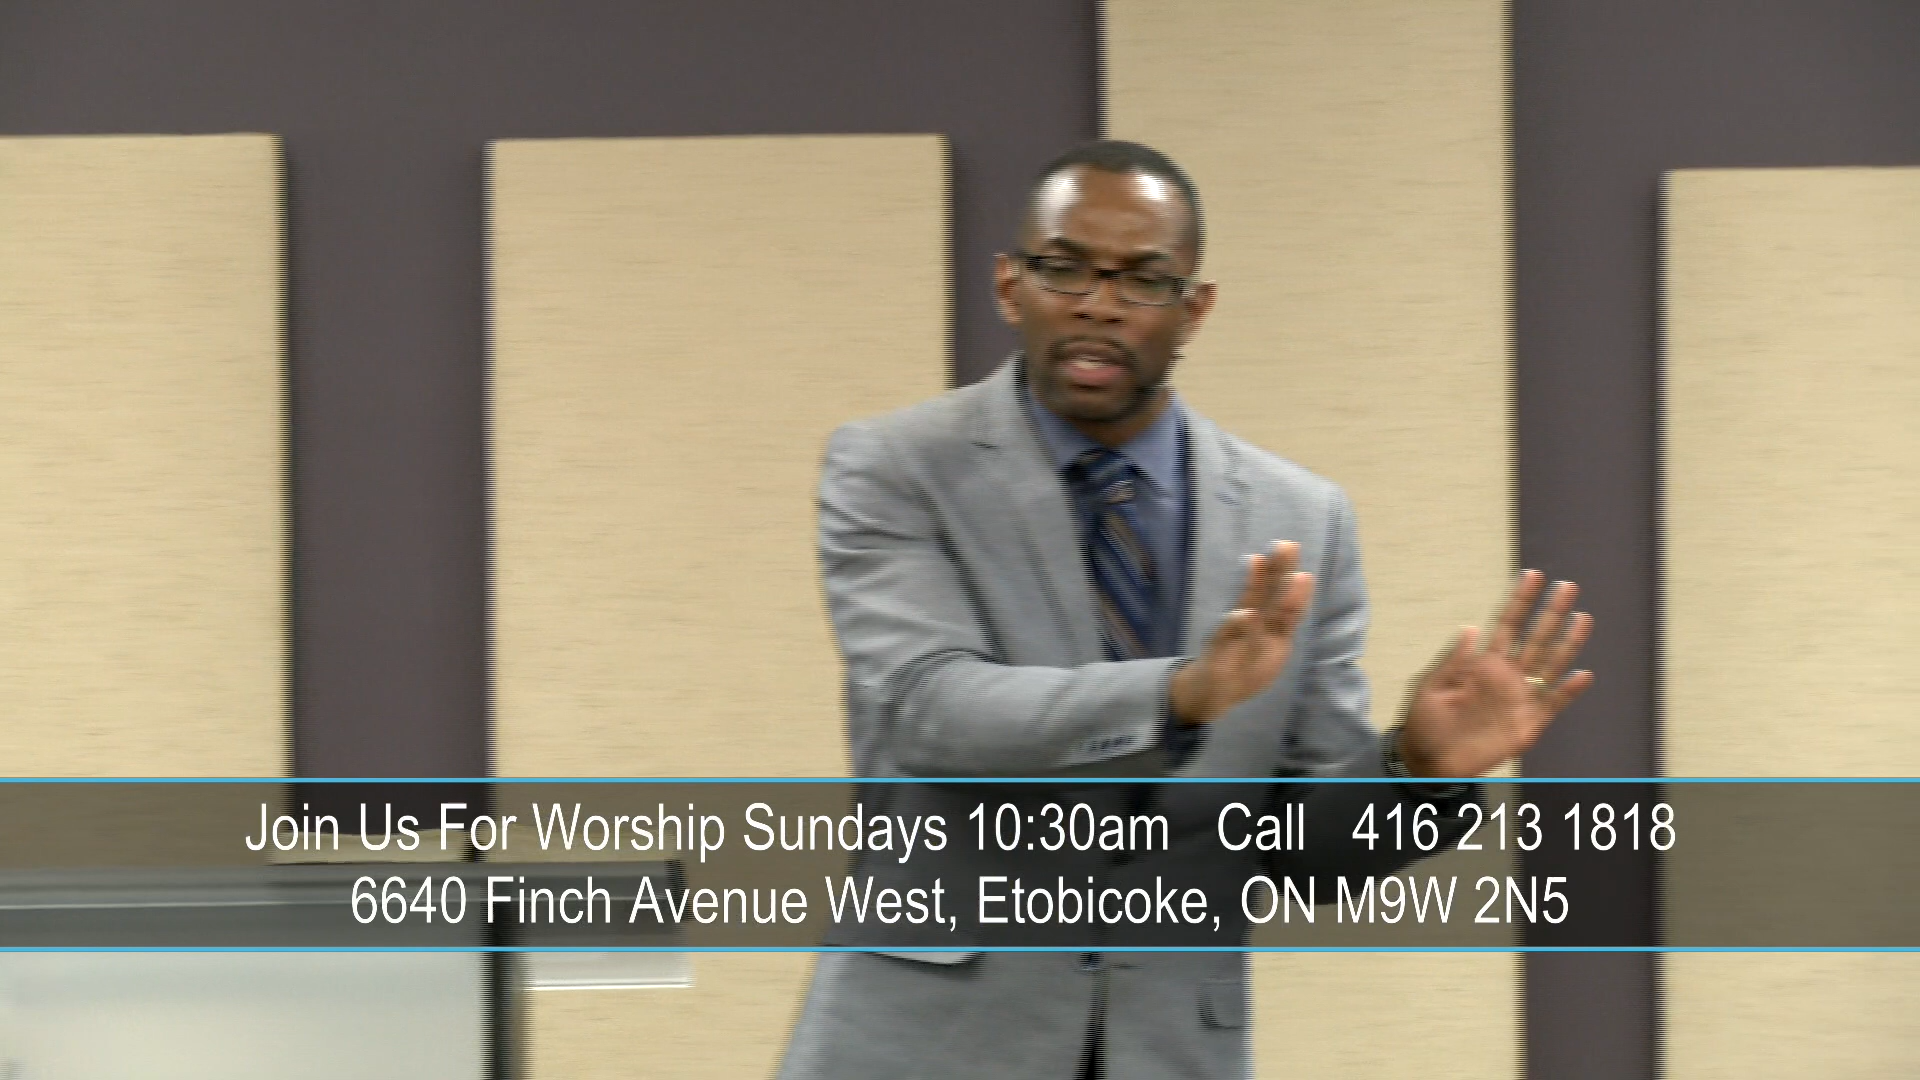 Join Us For Worship Sundays 10:30am Call 416 213 1818
6640 Finch Avenue West, Etobicoke, ON M9W 2N5